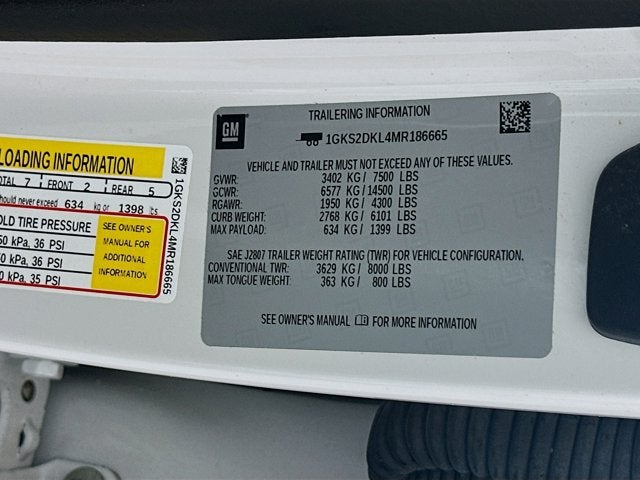 LOADING INFORMATION
TOTAL 7 FRONT 2 REAR 5
should never exceed 634 kg or 1398 lbs
COLD TIRE PRESSURE
kPa, 36 PSI
kPa, 36 PSI
kPa, 35 PSI
SEE OWNER'S
MANUAL FOR
ADDITIONAL
INFORMATION
1GKS2DKL4MR186665
GM
TRAILERING INFORMATION
1GKS2DKL4MR186665
VEHICLE AND TRAILER MUST NOT EXCEED ANY OF THESE VALUES.
GVWR: 3402 KG / 7500 LBS
GCWR: 6577 KG / 14500 LBS
RGAWR: 1950 KG / 4300 LBS
CURB WEIGHT: 2768 KG / 6101 LBS
MAX PAYLOAD: 634 KG / 1399 LBS
SAE J2807 TRAILER WEIGHT RATING (TWR) FOR VEHICLE CONFIGURATION.
CONVENTIONAL TWR: 3629 KG / 8000 LBS
MAX TONGUE WEIGHT: 363 KG / 800 LBS
SEE OWNER'S MANUAL FOR MORE INFORMATION